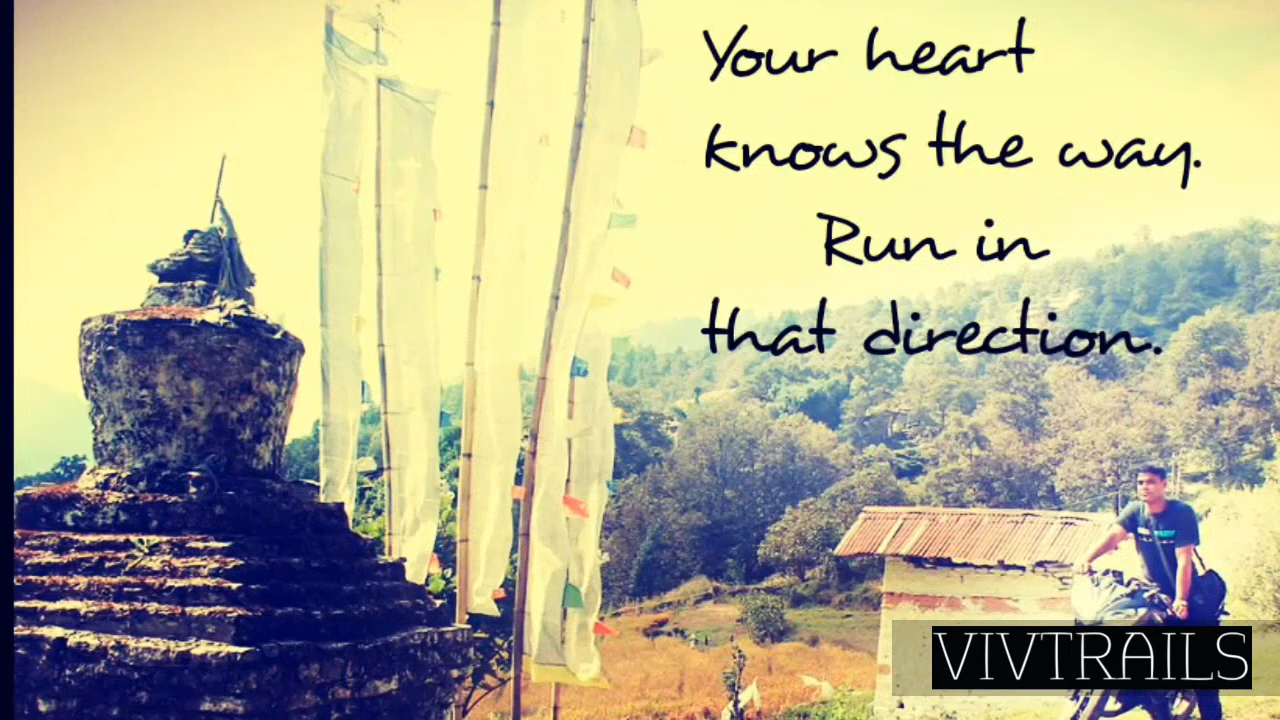 Your heart
knows the way.
Run in
that direction.
VIVTRAILS